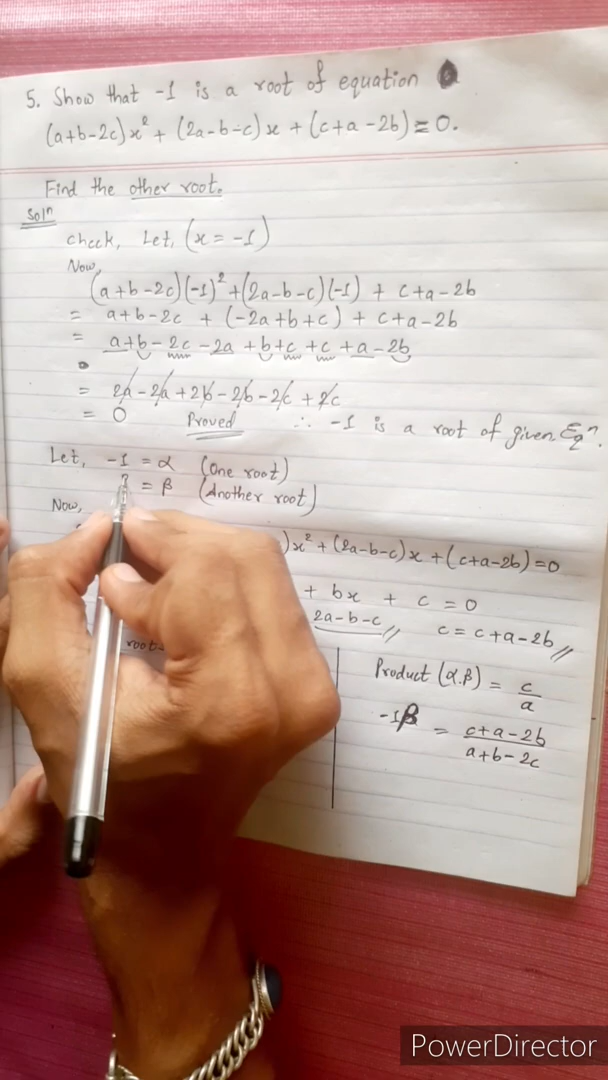 5. Show that -1 is a root of equation
(a+b-2c)x² + (2a-b-c)x + (c+a-2b) = 0.
Find the other root.
Solⁿ
check, Let, (x = -1)
Now,
(a+b-2c)(-1)² + (2a-b-c)(-1) + c+a-2b
= a+b-2c + (-2a+b+c) + c+a-2b
= a+b-2c-2a+b+c+c+a-2b
= 2a-2a+2b-2b-2c+2c
= 0 Proved ∴ -1 is a root of given Eqⁿ.
Let, -1 = α (One root)
? = β (Another root)
Now,
)x² + (2a-b-c)x + (c+a-2b) = 0
+ bx + c = 0
2a-b-c // c = c+a-2b //
root
Product (α.β) = c/a
-1β = c+a-2b / a+b-2c
PowerDirector